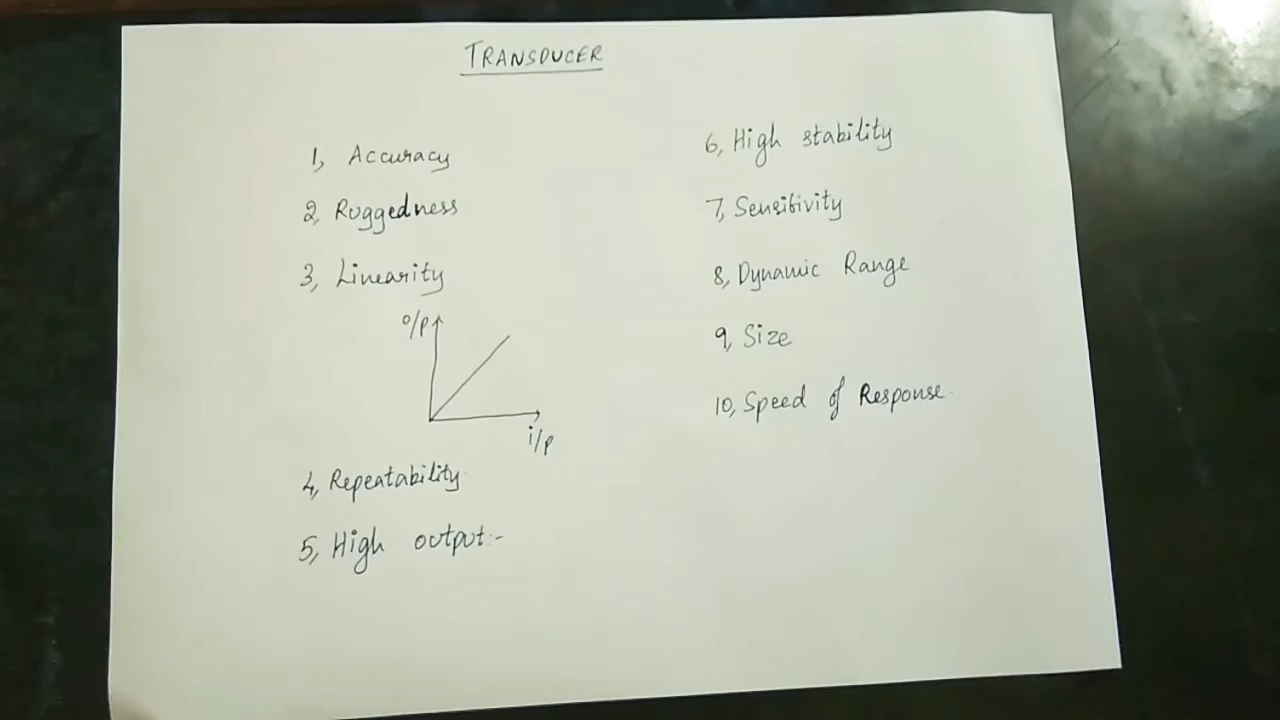 TRANSDUCER
1, Accuracy
2, Ruggedness
3, Linearity
o/p
i/p
4, Repeatability.
5, High output:-
6, High stability
7, Sensitivity
8, Dynamic Range
9, Size
10, Speed of Response.